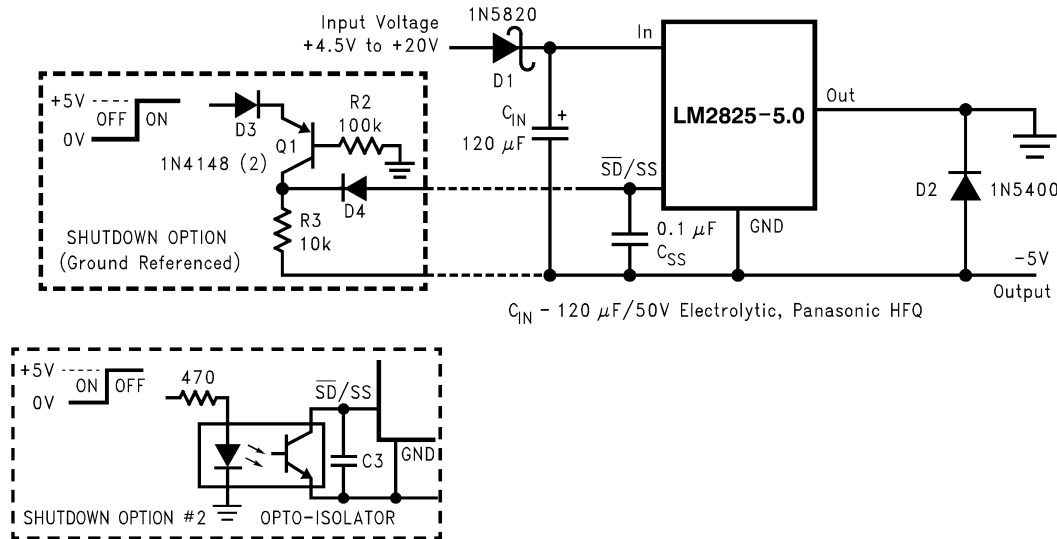 Input Voltage
+4.5V to +20V
1N5820
D1
In
LM2825-5.0
Out
C_IN
120 μF
+
S̅D̅/SS
GND
0.1 μF
C_SS
D2
1N5400
-5V
Output
C_IN - 120 μF/50V Electrolytic, Panasonic HFQ
+5V
OFF
ON
0V
D3
1N4148 (2)
Q1
R2
100k
D4
R3
10k
SHUTDOWN OPTION
(Ground Referenced)
+5V
ON
OFF
0V
470
S̅D̅/SS
GND
C3
SHUTDOWN OPTION #2
OPTO-ISOLATOR